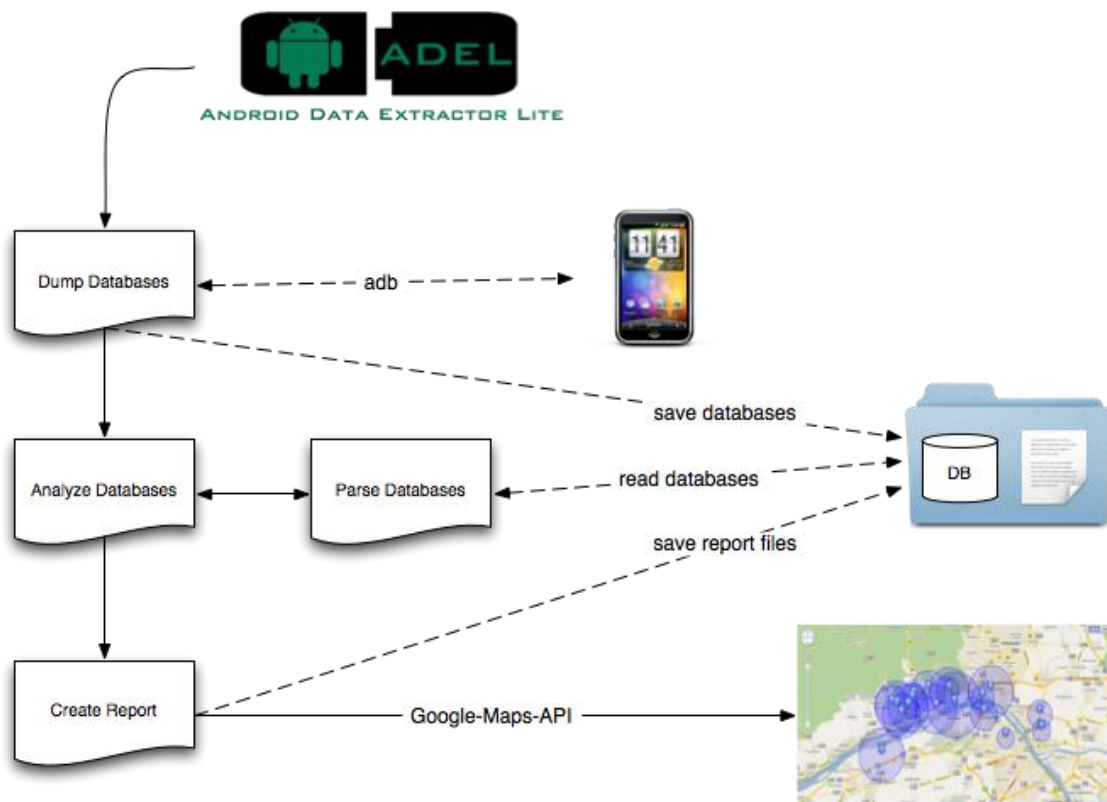 ADEL
ANDROID DATA EXTRACTOR LITE
11 41
Dump Databases
adb
save databases
DB
Analyze Databases
Parse Databases
read databases
save report files
Create Report
Google-Maps-API